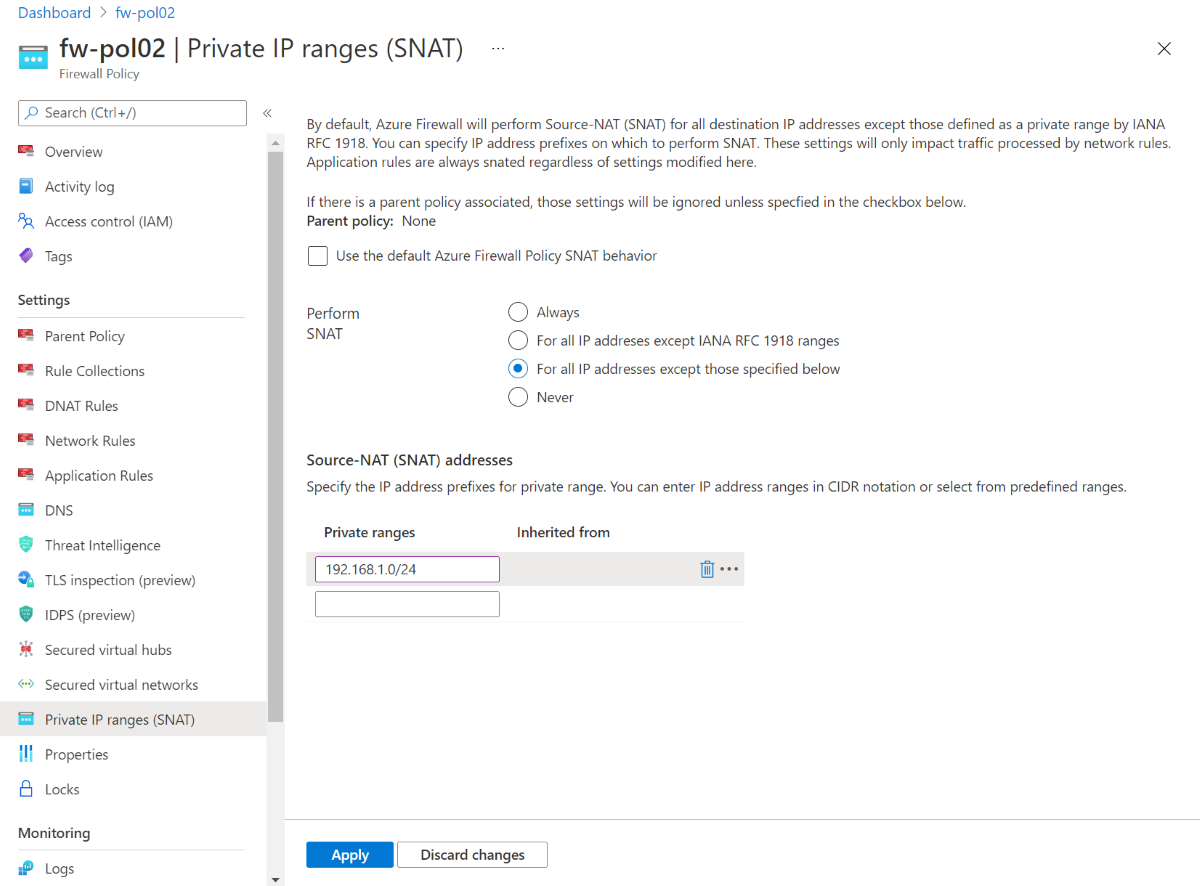 Dashboard > fw-pol02
fw-pol02 | Private IP ranges (SNAT) ...
Firewall Policy
Search (Ctrl+/)
«
Overview
Activity log
Access control (IAM)
Tags
Settings
Parent Policy
Rule Collections
DNAT Rules
Network Rules
Application Rules
DNS
Threat Intelligence
TLS inspection (preview)
IDPS (preview)
Secured virtual hubs
Secured virtual networks
Private IP ranges (SNAT)
Properties
Locks
Monitoring
Logs
By default, Azure Firewall will perform Source-NAT (SNAT) for all destination IP addresses except those defined as a private range by IANA
RFC 1918. You can specify IP address prefixes on which to perform SNAT. These settings will only impact traffic processed by network rules.
Application rules are always snated regardless of settings modified here.
If there is a parent policy associated, those settings will be ignored unless specfied in the checkbox below.
Parent policy: None
Use the default Azure Firewall Policy SNAT behavior
Perform
SNAT
Always
For all IP addreses except IANA RFC 1918 ranges
For all IP addresses except those specified below
Never
Source-NAT (SNAT) addresses
Specify the IP address prefixes for private range. You can enter IP address ranges in CIDR notation or select from predefined ranges.
Private ranges Inherited from
192.168.1.0/24
Apply Discard changes